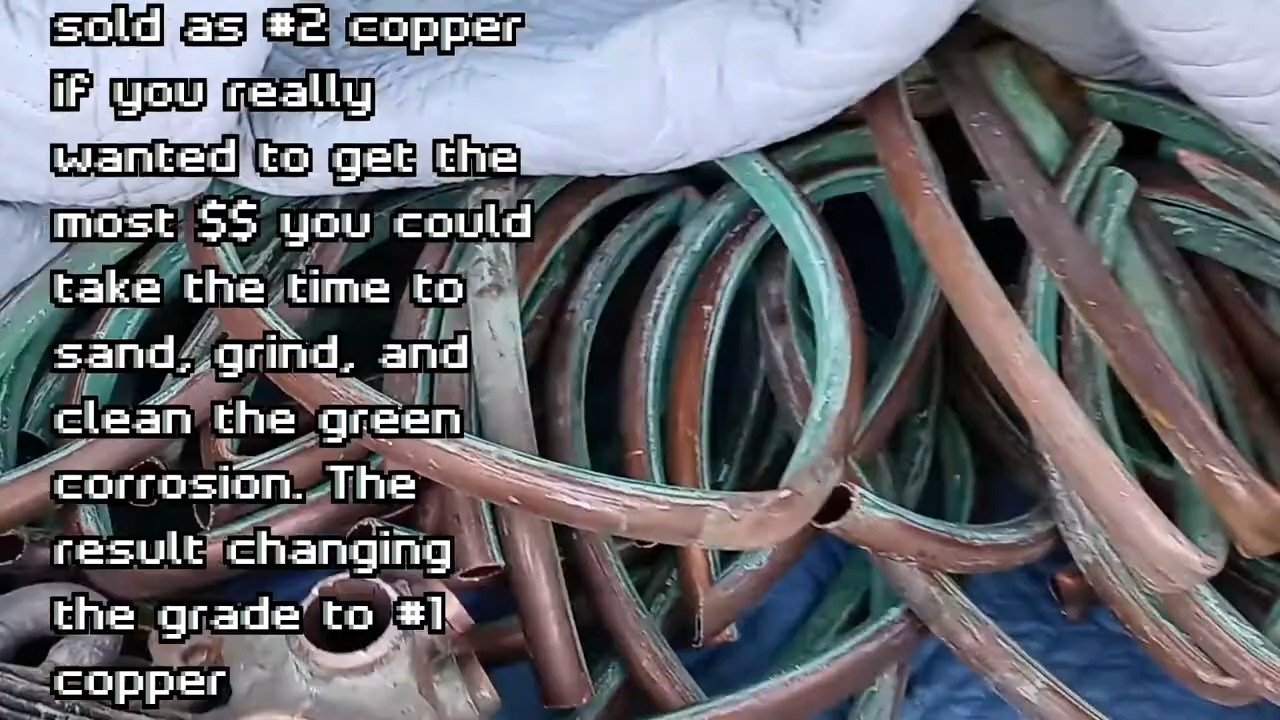 sold as #2 copper
if you really
wanted to get the
most $$ you could
take the time to
sand, grind, and
clean the green
corrosion. The
result changing
the grade to #1
copper